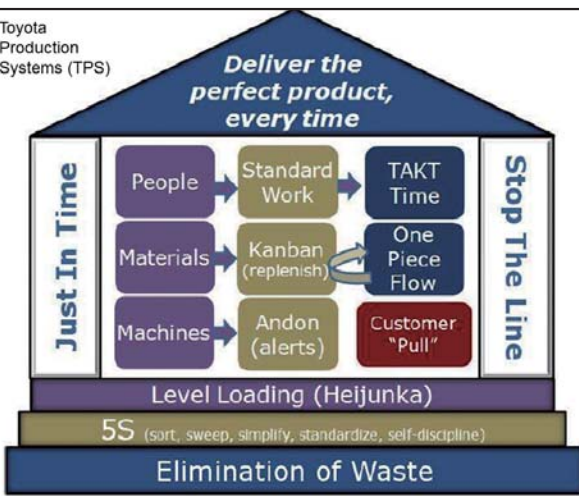 Toyota
Production
Systems (TPS)
Deliver the
perfect product,
every time
Just In Time
People
Standard
Work
TAKT
Time
Materials
Kanban
(replenish)
One
Piece
Flow
Machines
Andon
(alerts)
Customer
"Pull"
Stop The Line
Level Loading (Heijunka)
5S (sort, sweep, simplify, standardize, self-discipline)
Elimination of Waste